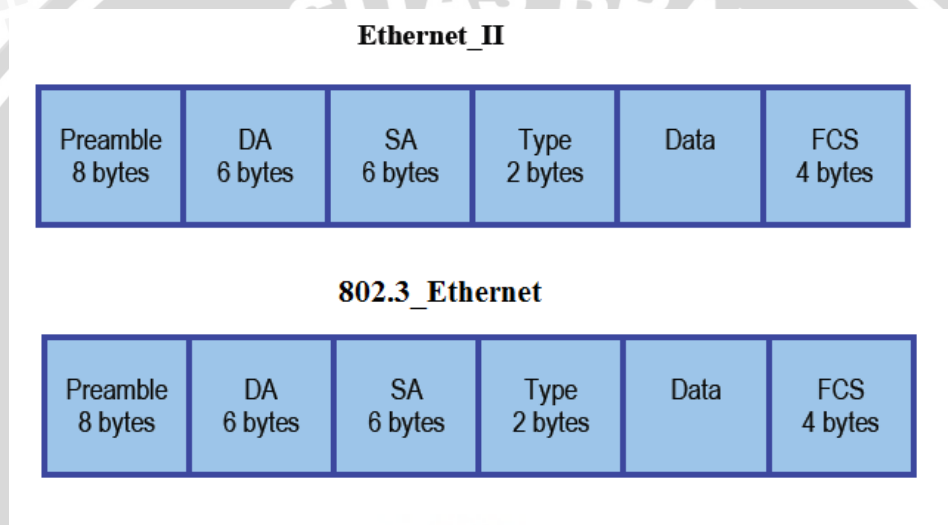 Ethernet_II
Preamble DA SA Type Data FCS
8 bytes 6 bytes 6 bytes 2 bytes 4 bytes
802.3_Ethernet
Preamble DA SA Type Data FCS
8 bytes 6 bytes 6 bytes 2 bytes 4 bytes